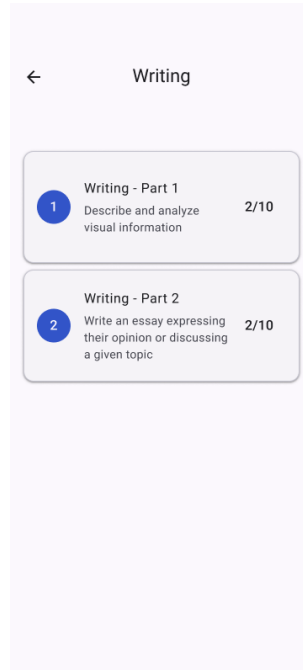 Writing
1
Writing - Part 1
Describe and analyze
visual information
2/10
2
Writing - Part 2
Write an essay expressing
their opinion or discussing
a given topic
2/10